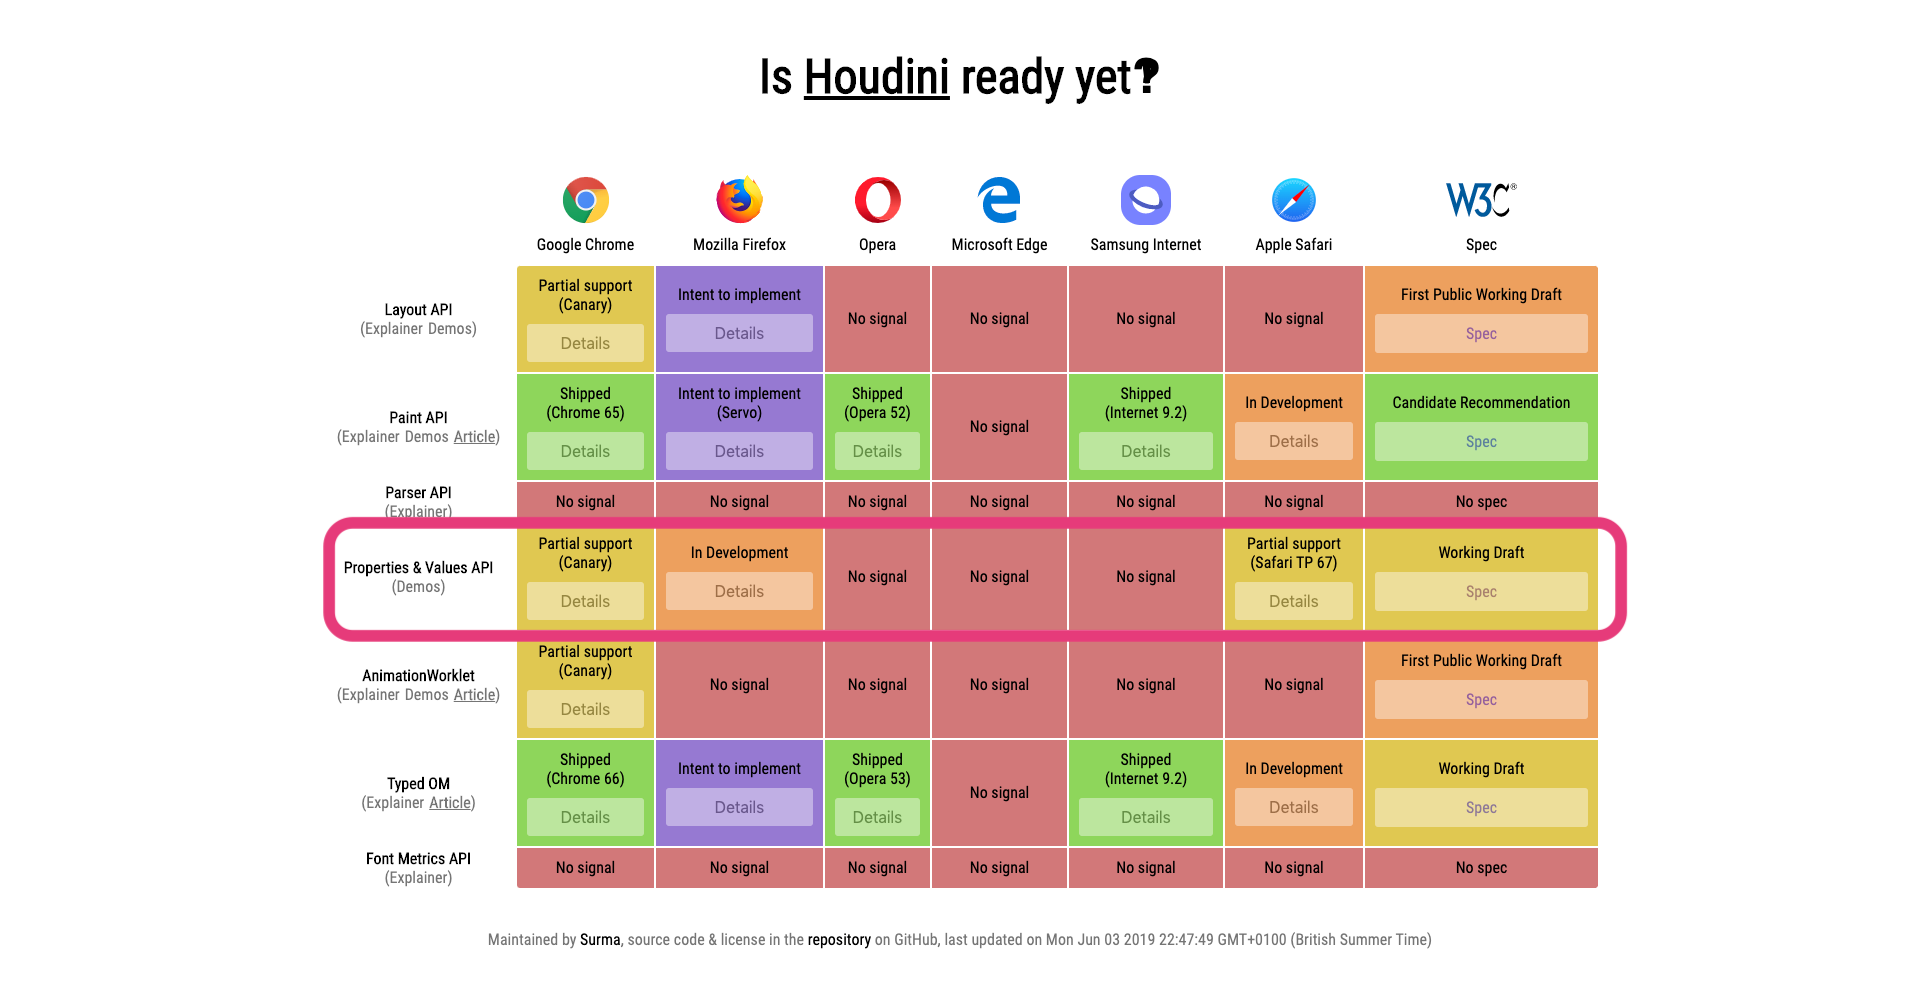 Is Houdini ready yet‽
W3C®
Google Chrome Mozilla Firefox Opera Microsoft Edge Samsung Internet Apple Safari Spec
Layout API
(Explainer Demos)
Partial support
(Canary)
Details
Intent to implement
Details
No signal
No signal
No signal
No signal
First Public Working Draft
Spec
Paint API
(Explainer Demos Article)
Shipped
(Chrome 65)
Details
Intent to implement
(Servo)
Details
Shipped
(Opera 52)
Details
No signal
Shipped
(Internet 9.2)
Details
In Development
Details
Candidate Recommendation
Spec
Parser API
(Explainer)
No signal
No signal
No signal
No signal
No signal
No signal
No spec
Properties & Values API
(Demos)
Partial support
(Canary)
Details
In Development
Details
No signal
No signal
No signal
Partial support
(Safari TP 67)
Details
Working Draft
Spec
AnimationWorklet
(Explainer Demos Article)
Partial support
(Canary)
Details
No signal
No signal
No signal
No signal
No signal
First Public Working Draft
Spec
Typed OM
(Explainer Article)
Shipped
(Chrome 66)
Details
Intent to implement
Details
Shipped
(Opera 53)
Details
No signal
Shipped
(Internet 9.2)
Details
In Development
Details
Working Draft
Spec
Font Metrics API
(Explainer)
No signal
No signal
No signal
No signal
No signal
No signal
No spec
Maintained by Surma, source code & license in the repository on GitHub, last updated on Mon Jun 03 2019 22:47:49 GMT+0100 (British Summer Time)